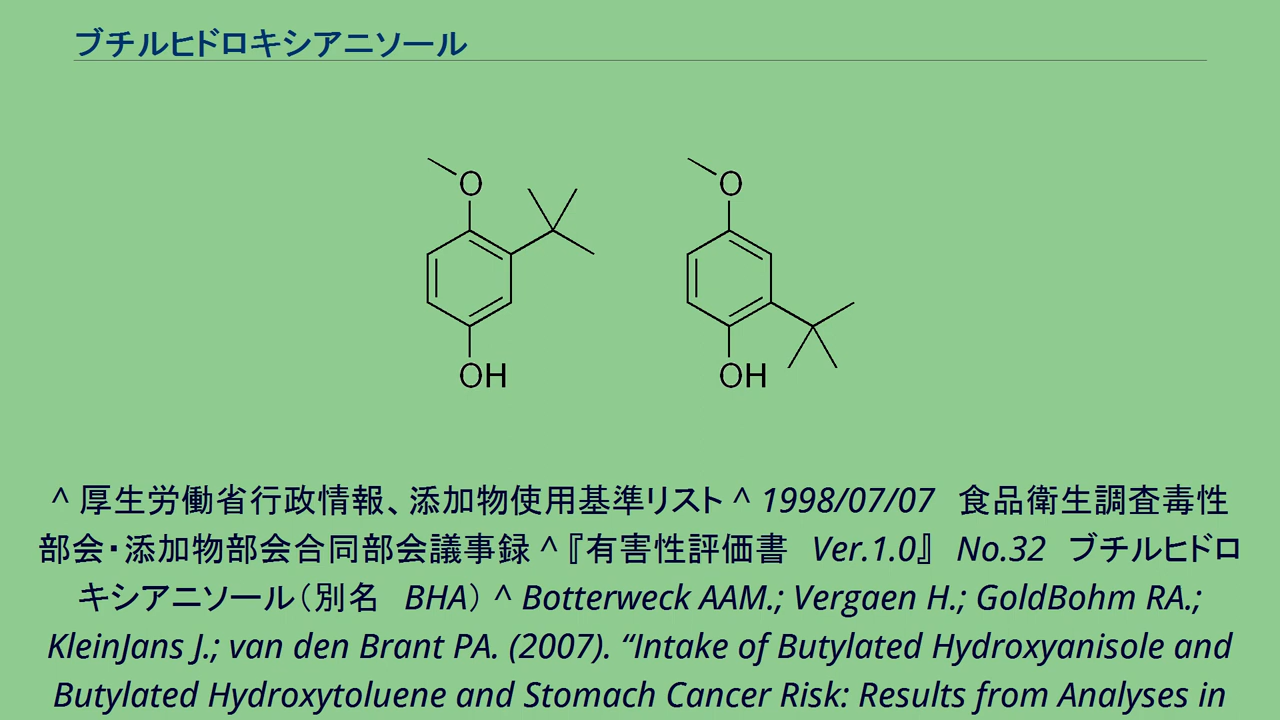 ブチルヒドロキシアニソール
O
O
OH
OH
^ 厚生労働省行政情報、添加物使用基準リスト ^ 1998/07/07　食品衛生調査毒性
部会・添加物部会合同部会議事録 ^『有害性評価書　Ver.1.0』　No.32　ブチルヒドロ
キシアニソール（別名　BHA） ^ Botterweck AAM.; Vergaen H.; GoldBohm RA.;
KleinJans J.; van den Brant PA. (2007). “Intake of Butylated Hydroxyanisole and
Butylated Hydroxytoluene and Stomach Cancer Risk: Results from Analyses in